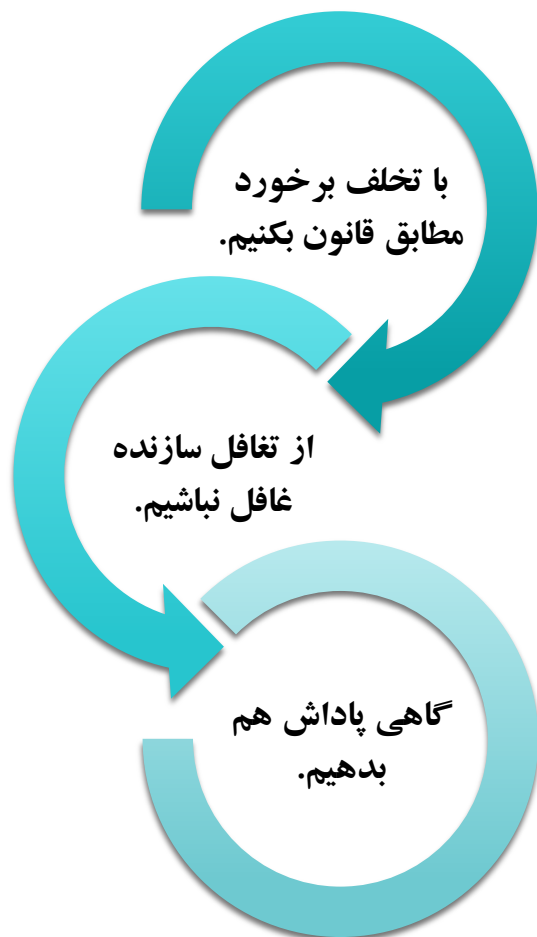 با تخلف برخورد
مطابق قانون بکنیم.
از تغافل سازنده
غافل نباشیم.
گاهی پاداش هم
بدهیم.